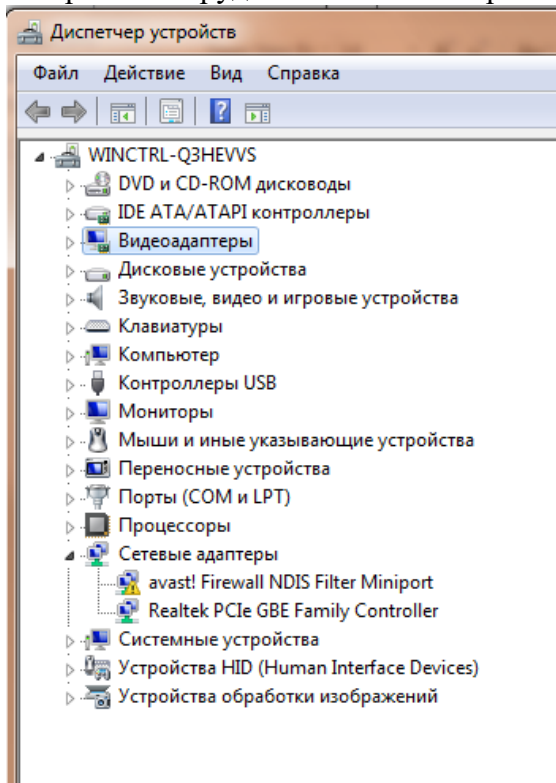 Диспетчер устройств
Файл Действие Вид Справка
WINCTRL-Q3HEVVS
DVD и CD-ROM дисководы
IDE ATA/ATAPI контроллеры
Видеоадаптеры
Дисковые устройства
Звуковые, видео и игровые устройства
Клавиатуры
Компьютер
Контроллеры USB
Мониторы
Мыши и иные указывающие устройства
Переносные устройства
Порты (COM и LPT)
Процессоры
Сетевые адаптеры
avast! Firewall NDIS Filter Miniport
Realtek PCIe GBE Family Controller
Системные устройства
Устройства HID (Human Interface Devices)
Устройства обработки изображений